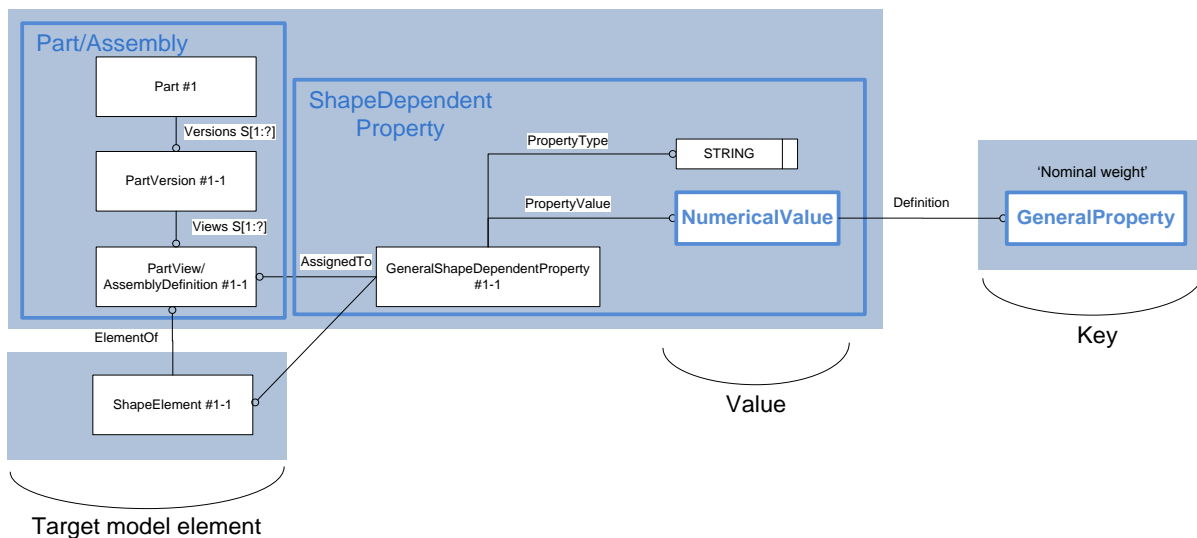 Part/Assembly
Part #1
Versions S[1:?]
PartVersion #1-1
Views S[1:?]
PartView/
AssemblyDefinition #1-1
ElementOf
ShapeElement #1-1
Target model element
ShapeDependent
Property
PropertyType
STRING
PropertyValue
NumericalValue
AssignedTo
GeneralShapeDependentProperty
#1-1
Value
Definition
‘Nominal weight’
GeneralProperty
Key